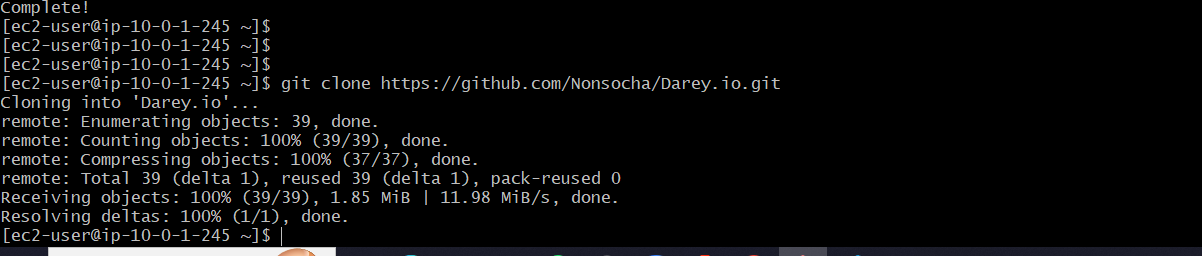 Complete!
[ec2-user@ip-10-0-1-245 ~]$
[ec2-user@ip-10-0-1-245 ~]$
[ec2-user@ip-10-0-1-245 ~]$
[ec2-user@ip-10-0-1-245 ~]$ git clone https://github.com/Nonsocha/Darey.io.git
Cloning into 'Darey.io'...
remote: Enumerating objects: 39, done.
remote: Counting objects: 100% (39/39), done.
remote: Compressing objects: 100% (37/37), done.
remote: Total 39 (delta 1), reused 39 (delta 1), pack-reused 0
Receiving objects: 100% (39/39), 1.85 MiB | 11.98 MiB/s, done.
Resolving deltas: 100% (1/1), done.
[ec2-user@ip-10-0-1-245 ~]$